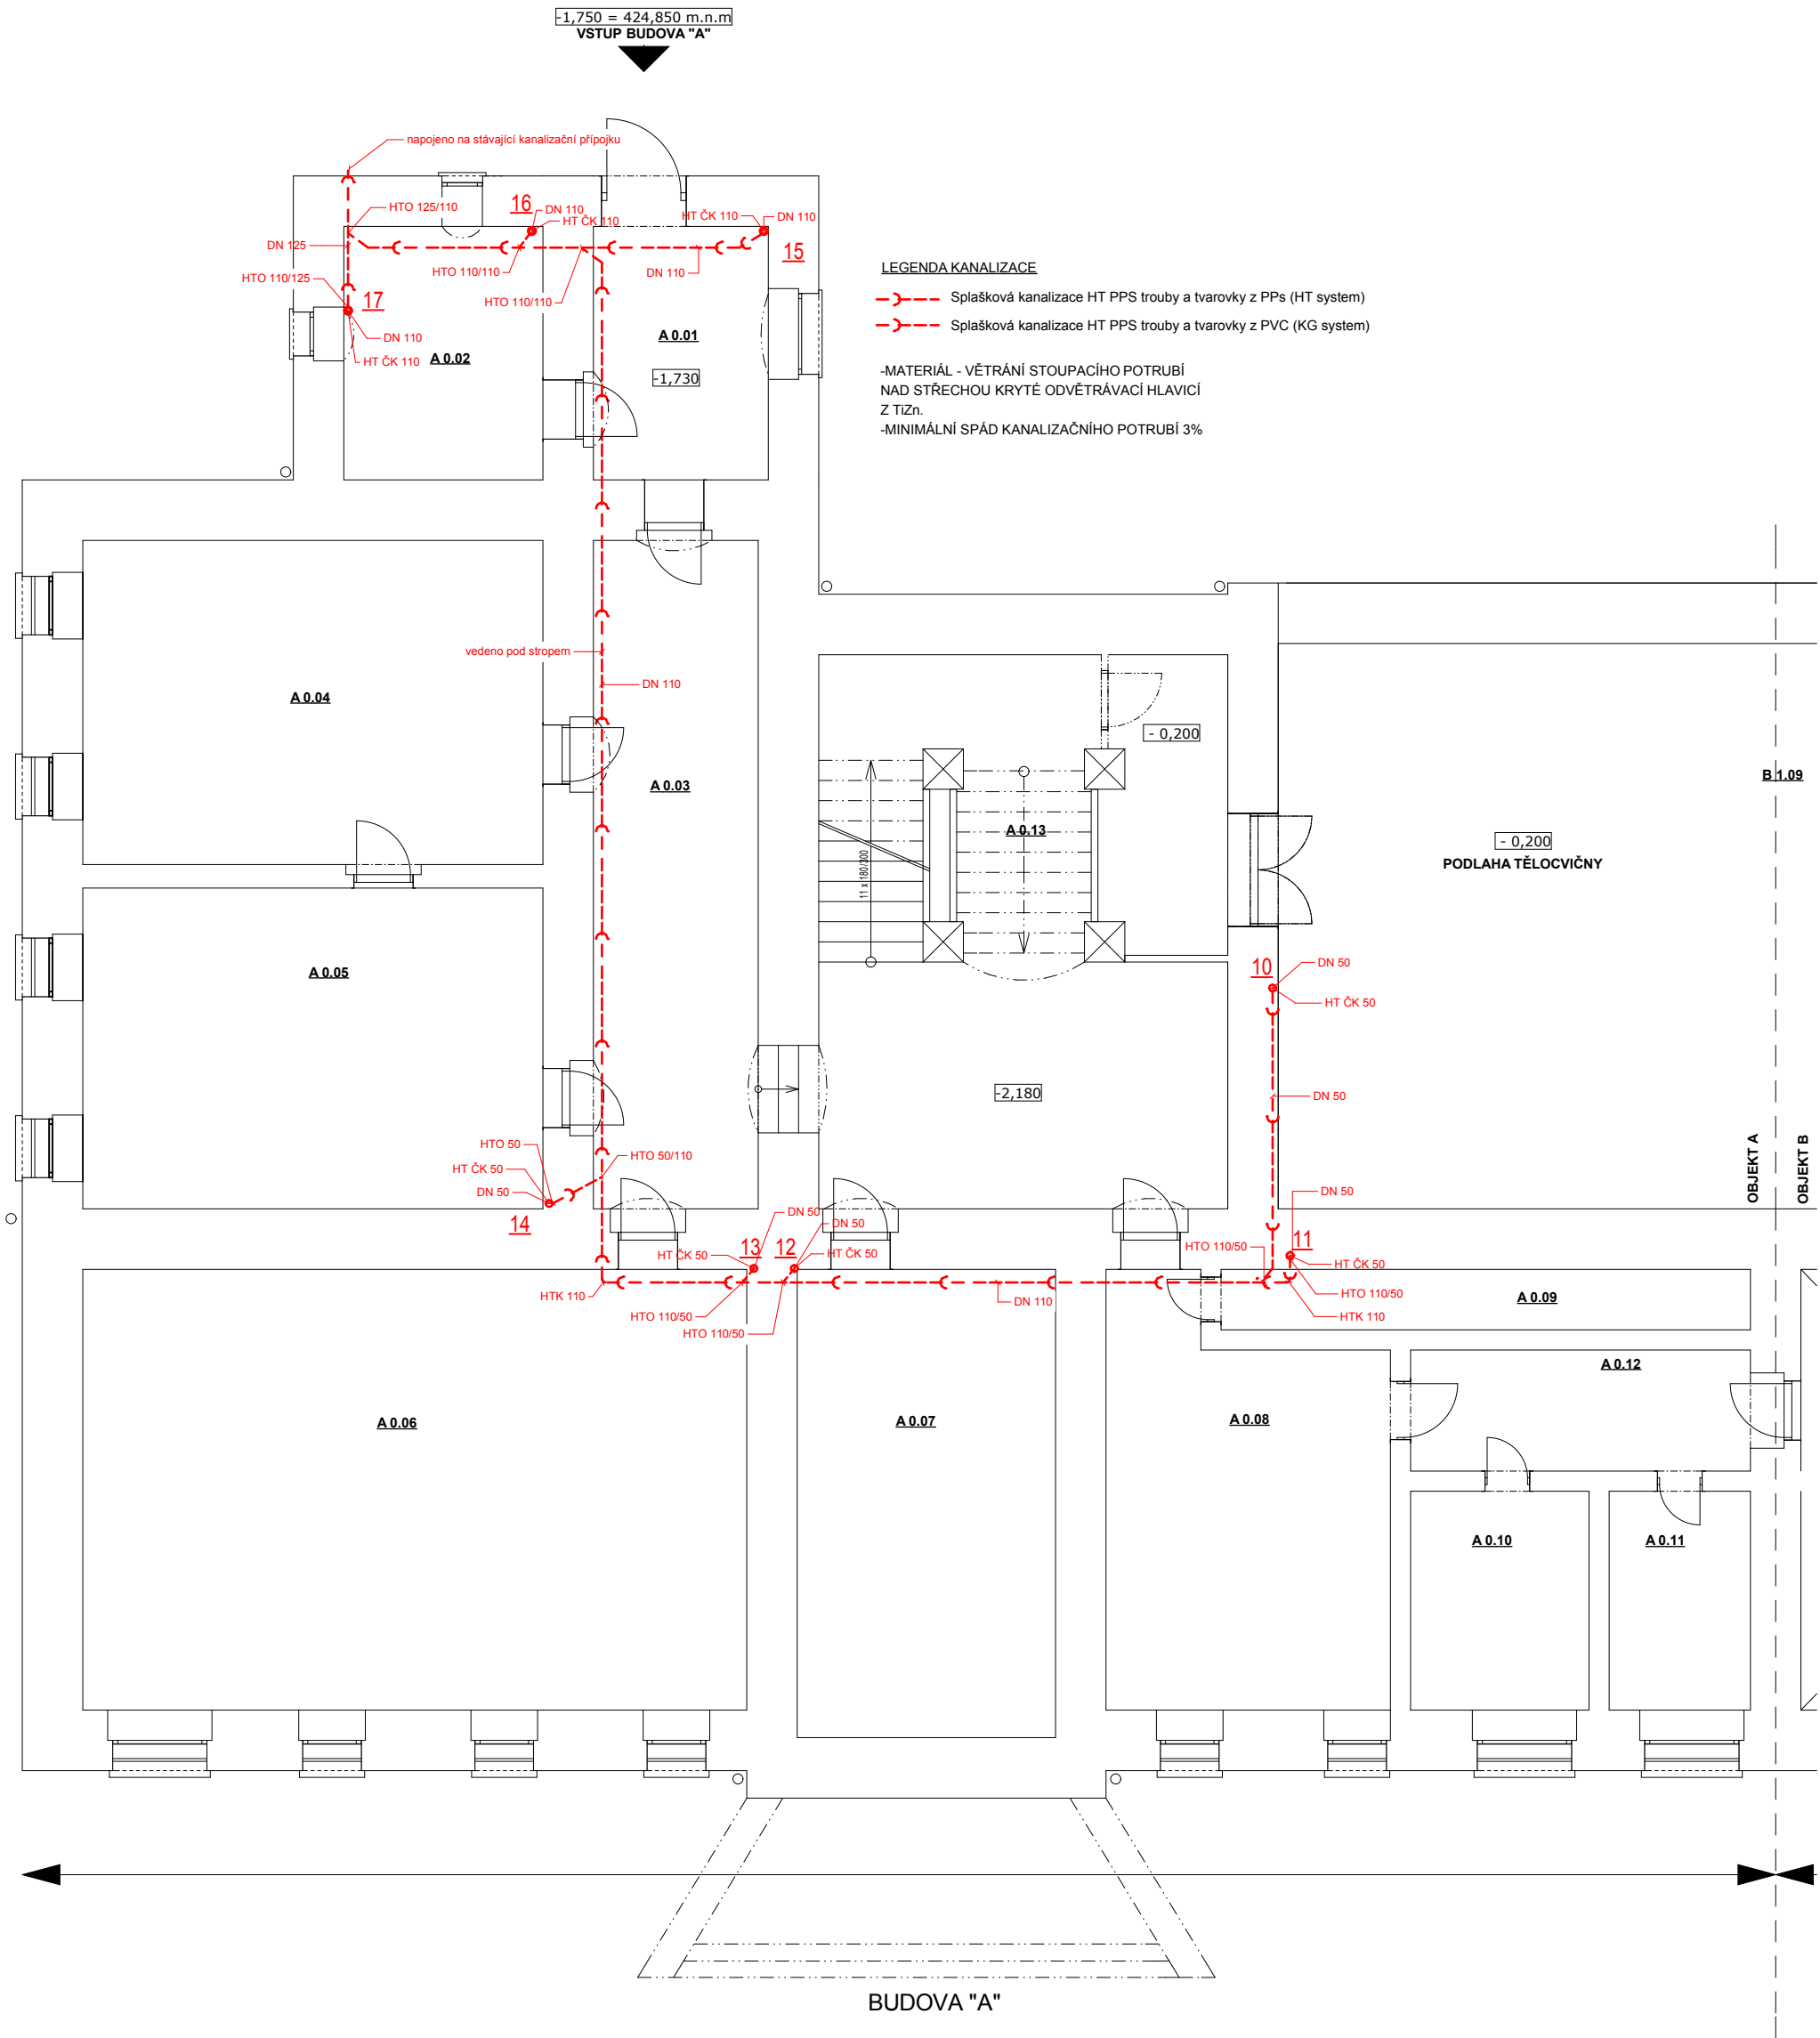 -1,750 = 424,850 m.n.m
VSTUP BUDOVA "A"
napojeno na stávající kanalizační přípojku
HTO 125/110
16
DN 110
HT ČK 110
HT ČK 110
DN 110
15
DN 125
HTO 110/110
DN 110
HTO 110/125
17
HTO 110/110
DN 110
HT ČK 110
A 0.02
A 0.01
-1,730
LEGENDA KANALIZACE
Splašková kanalizace HT PPS trouby a tvarovky z PPs (HT system)
Splašková kanalizace HT PPS trouby a tvarovky z PVC (KG system)
-MATERIÁL - VĚTRÁNÍ STOUPACÍHO POTRUBÍ
NAD STŘECHOU KRYTÉ ODVĚTRÁVACÍ HLAVICÍ
Z TiZn.
-MINIMÁLNÍ SPÁD KANALIZAČNÍHO POTRUBÍ 3%
vedeno pod stropem
DN 110
A 0.04
A 0.03
- 0,200
B 1.09
A 0.13
11 x 180/300
- 0,200
PODLAHA TĚLOCVIČNY
A 0.05
10
DN 50
HT ČK 50
-2,180
DN 50
HTO 50
HT ČK 50
DN 50
14
HTO 50/110
OBJEKT A
OBJEKT B
DN 50
13
12
DN 50
HT ČK 50
HT ČK 50
DN 50
11
HTO 110/50
HT ČK 50
HTO 110/50
HTK 110
HTK 110
HTO 110/50
HTO 110/50
DN 110
A 0.09
A 0.12
A 0.06
A 0.07
A 0.08
A 0.10
A 0.11
BUDOVA "A"